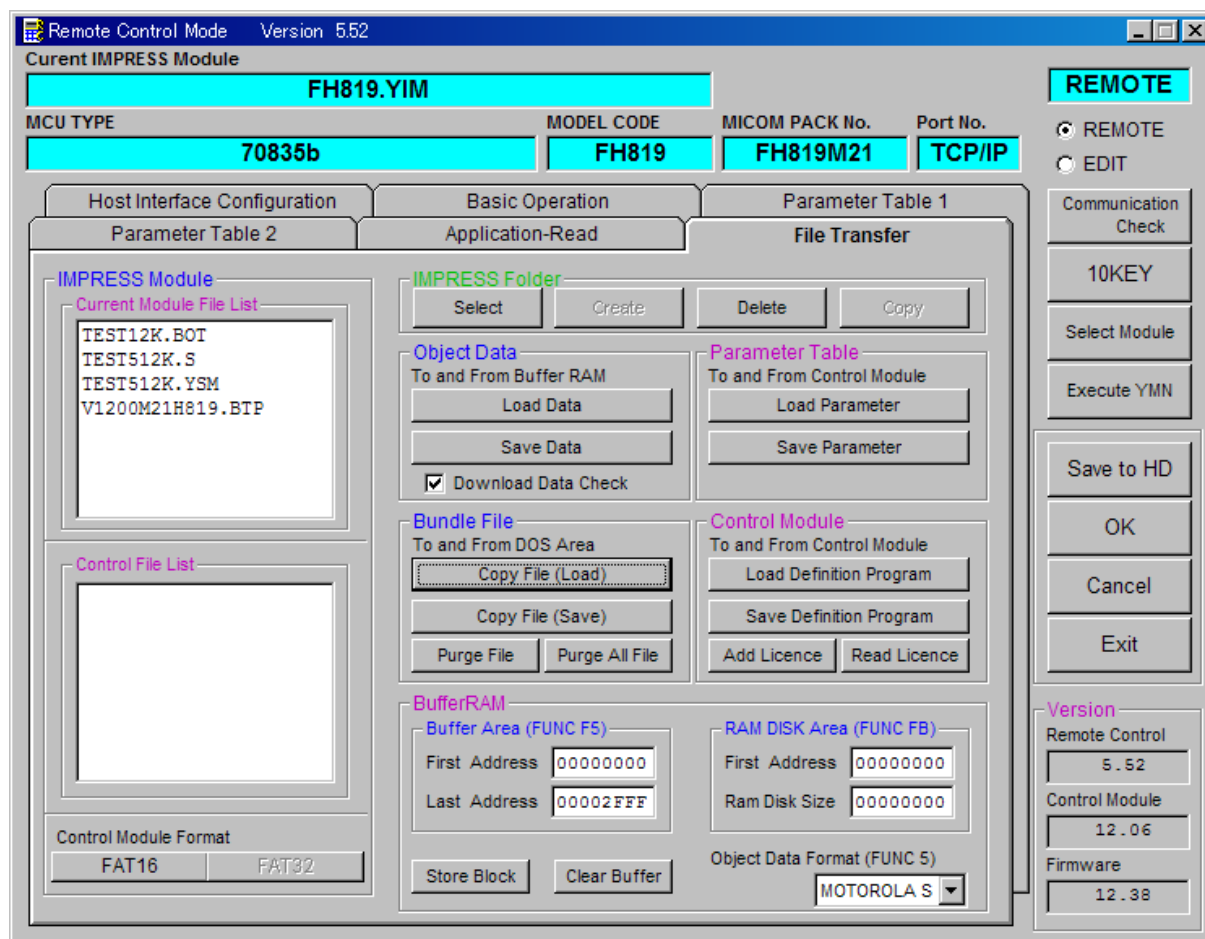 Remote Control Mode Version 5.52
Curent IMPRESS Module
FH819.YIM
REMOTE
MCU TYPE
MODEL CODE
MICOM PACK No.
Port No.
70835b
FH819
FH819M21
TCP/IP
REMOTE
EDIT
Host Interface Configuration
Basic Operation
Parameter Table 1
Parameter Table 2
Application-Read
File Transfer
IMPRESS Module
Current Module File List
TEST12K.BOT
TEST512K.S
TEST512K.YSM
V1200M21H819.BTP
Control File List
Control Module Format
FAT16
FAT32
IMPRESS Folder
Select
Create
Delete
Copy
Object Data
To and From Buffer RAM
Load Data
Save Data
Download Data Check
Parameter Table
To and From Control Module
Load Parameter
Save Parameter
Bundle File
To and From DOS Area
Copy File (Load)
Copy File (Save)
Purge File
Purge All File
Control Module
To and From Control Module
Load Definition Program
Save Definition Program
Add Licence
Read Licence
BufferRAM
Buffer Area (FUNC F5)
First Address
00000000
Last Address
00002FFF
RAM DISK Area (FUNC FB)
First Address
00000000
Ram Disk Size
00000000
Store Block
Clear Buffer
Object Data Format (FUNC 5)
MOTOROLA S
Communication
Check
10KEY
Select Module
Execute YMN
Save to HD
OK
Cancel
Exit
Version
Remote Control
5.52
Control Module
12.06
Firmware
12.38